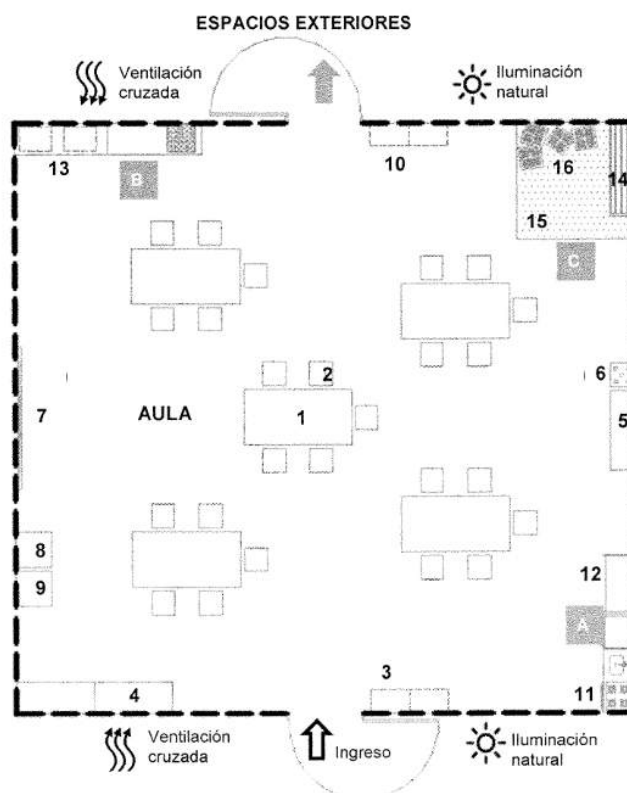 ESPACIOS EXTERIORES
Ventilación
cruzada
Iluminación
natural
13
B
10
16
14
15
C
2
6
7
AULA
1
5
8
12
9
A
3
4
11
Ventilación
cruzada
Ingreso
Iluminación
natural